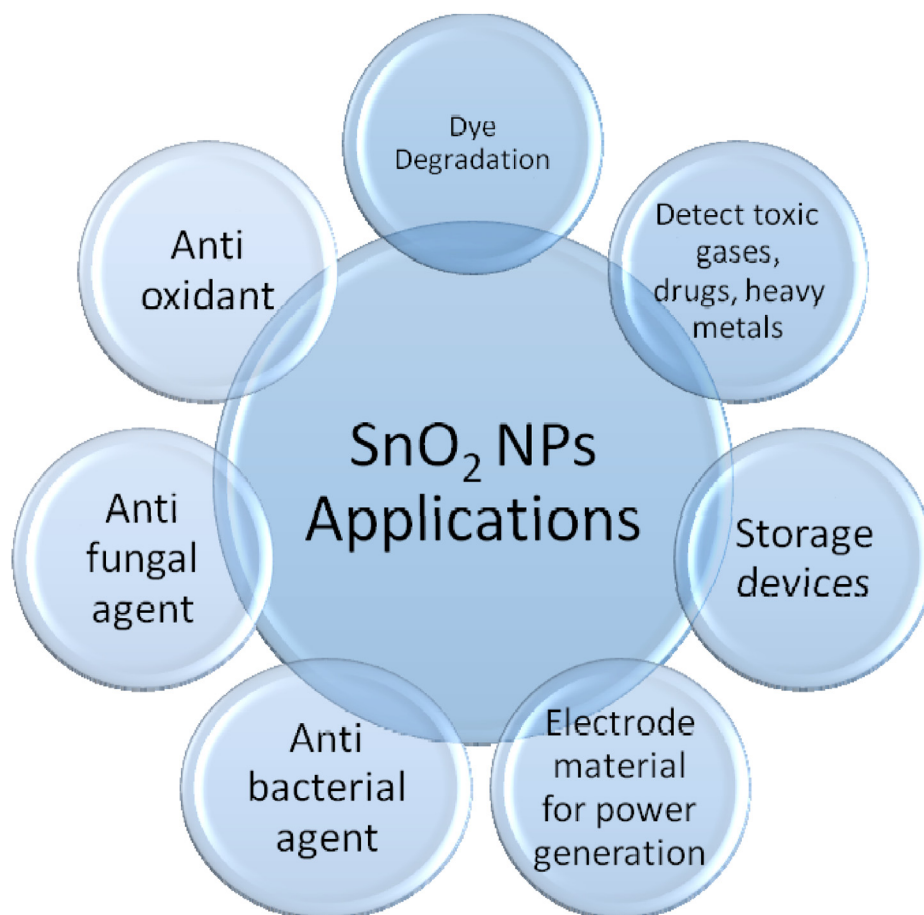 Dye
Degradation
Detect toxic
gases,
drugs, heavy
metals
Storage
devices
Electrode
material
for power
generation
Anti
bacterial
agent
Anti
fungal
agent
Anti
oxidant
SnO₂ NPs
Applications